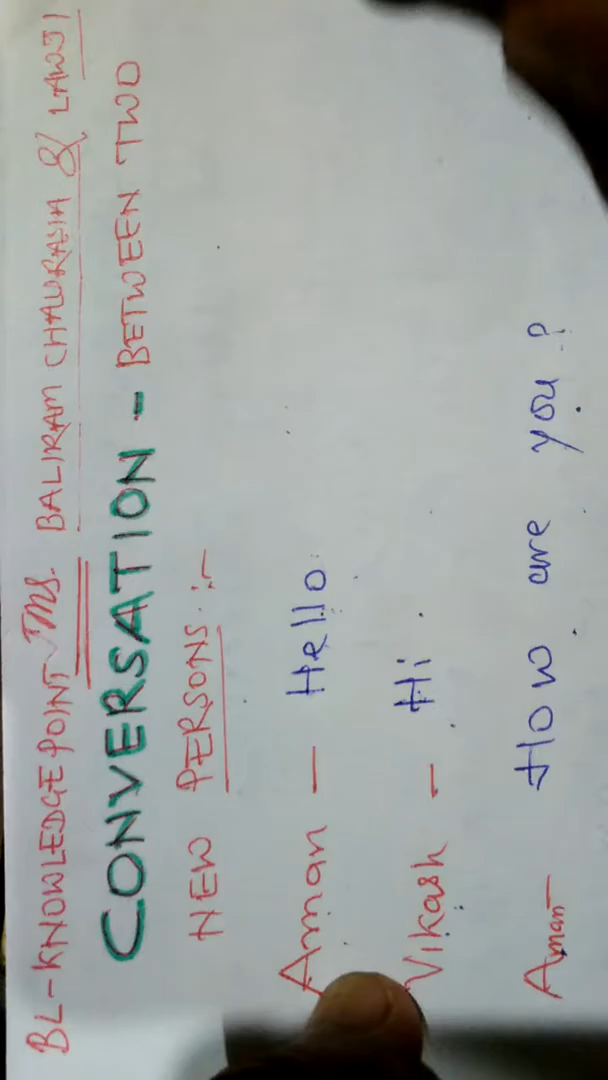 BL-KNOWLEDGE POINT JMS. BALIRAM CHAURASIA & LAWJI
CONVERSATION - BETWEEN TWO
NEW PERSONS :-
Aman - Hello
Vikash - Hi
Aman - How are you ?